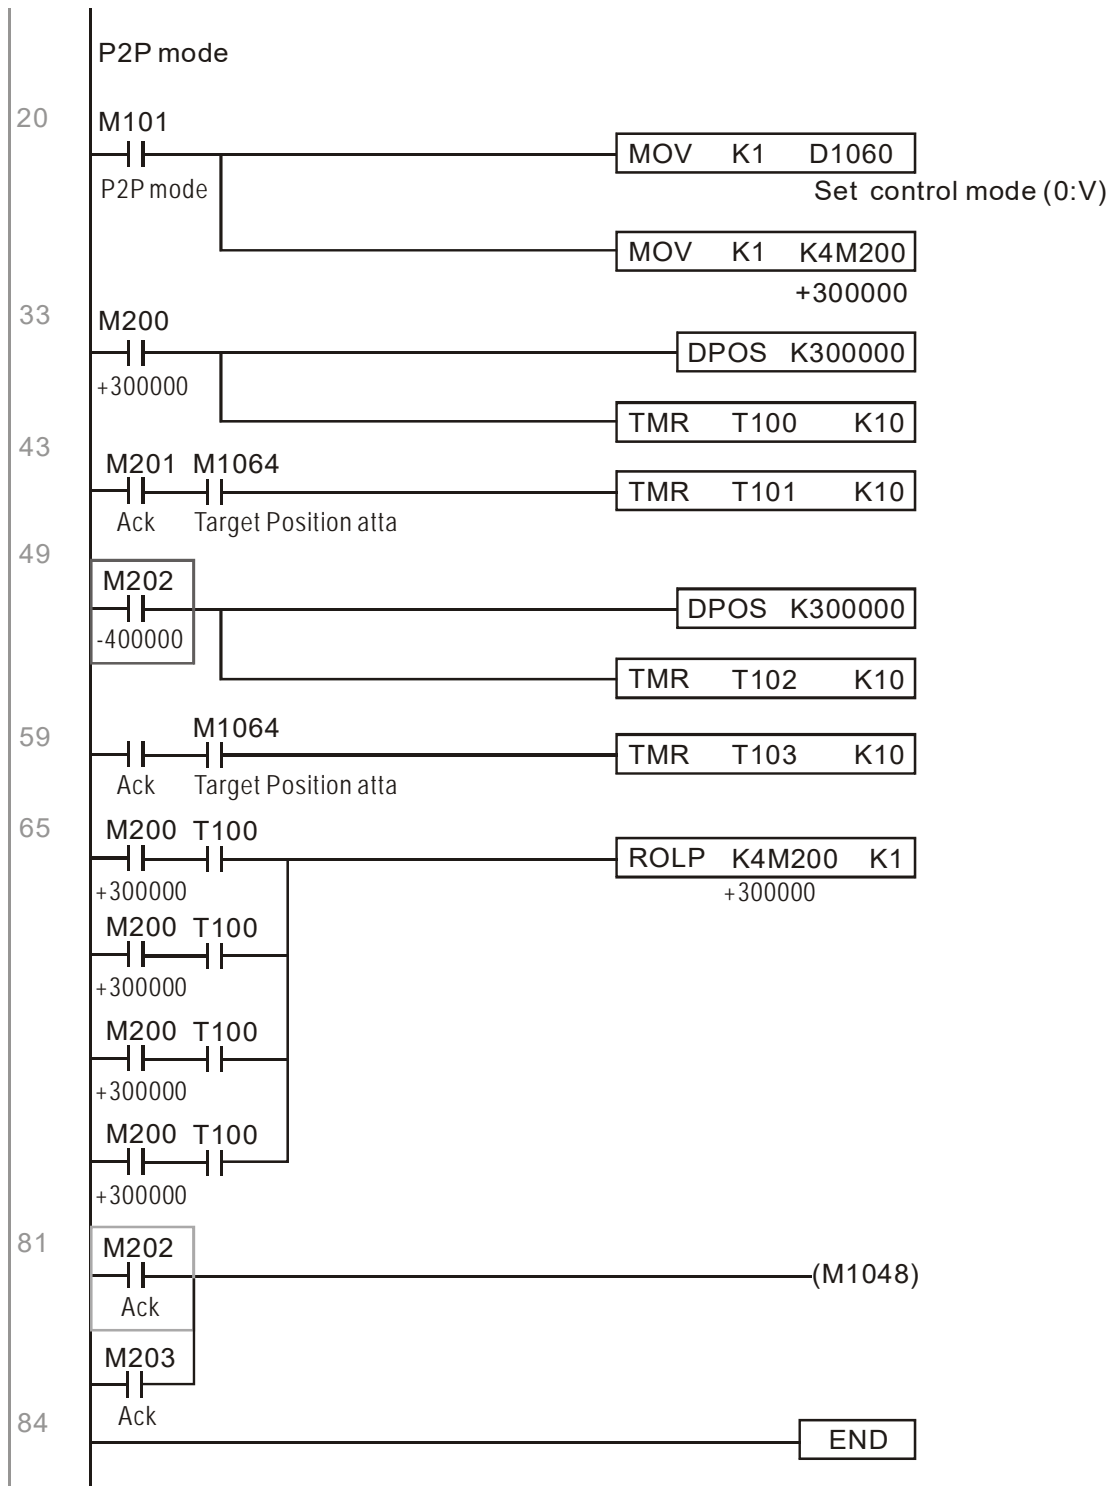 P2P mode
20
M101
MOV K1 D1060
P2P mode
Set control mode (0:V)
MOV K1 K4M200
+300000
33
M200
DPOS K300000
+300000
TMR T100 K10
43
M201 M1064
TMR T101 K10
Ack Target Position atta
49
M202
DPOS K300000
-400000
TMR T102 K10
59
M1064
TMR T103 K10
Ack Target Position atta
65
M200 T100
ROLP K4M200 K1
+300000
+300000
M200 T100
+300000
M200 T100
+300000
M200 T100
+300000
81
M202
(M1048)
Ack
M203
Ack
84
END